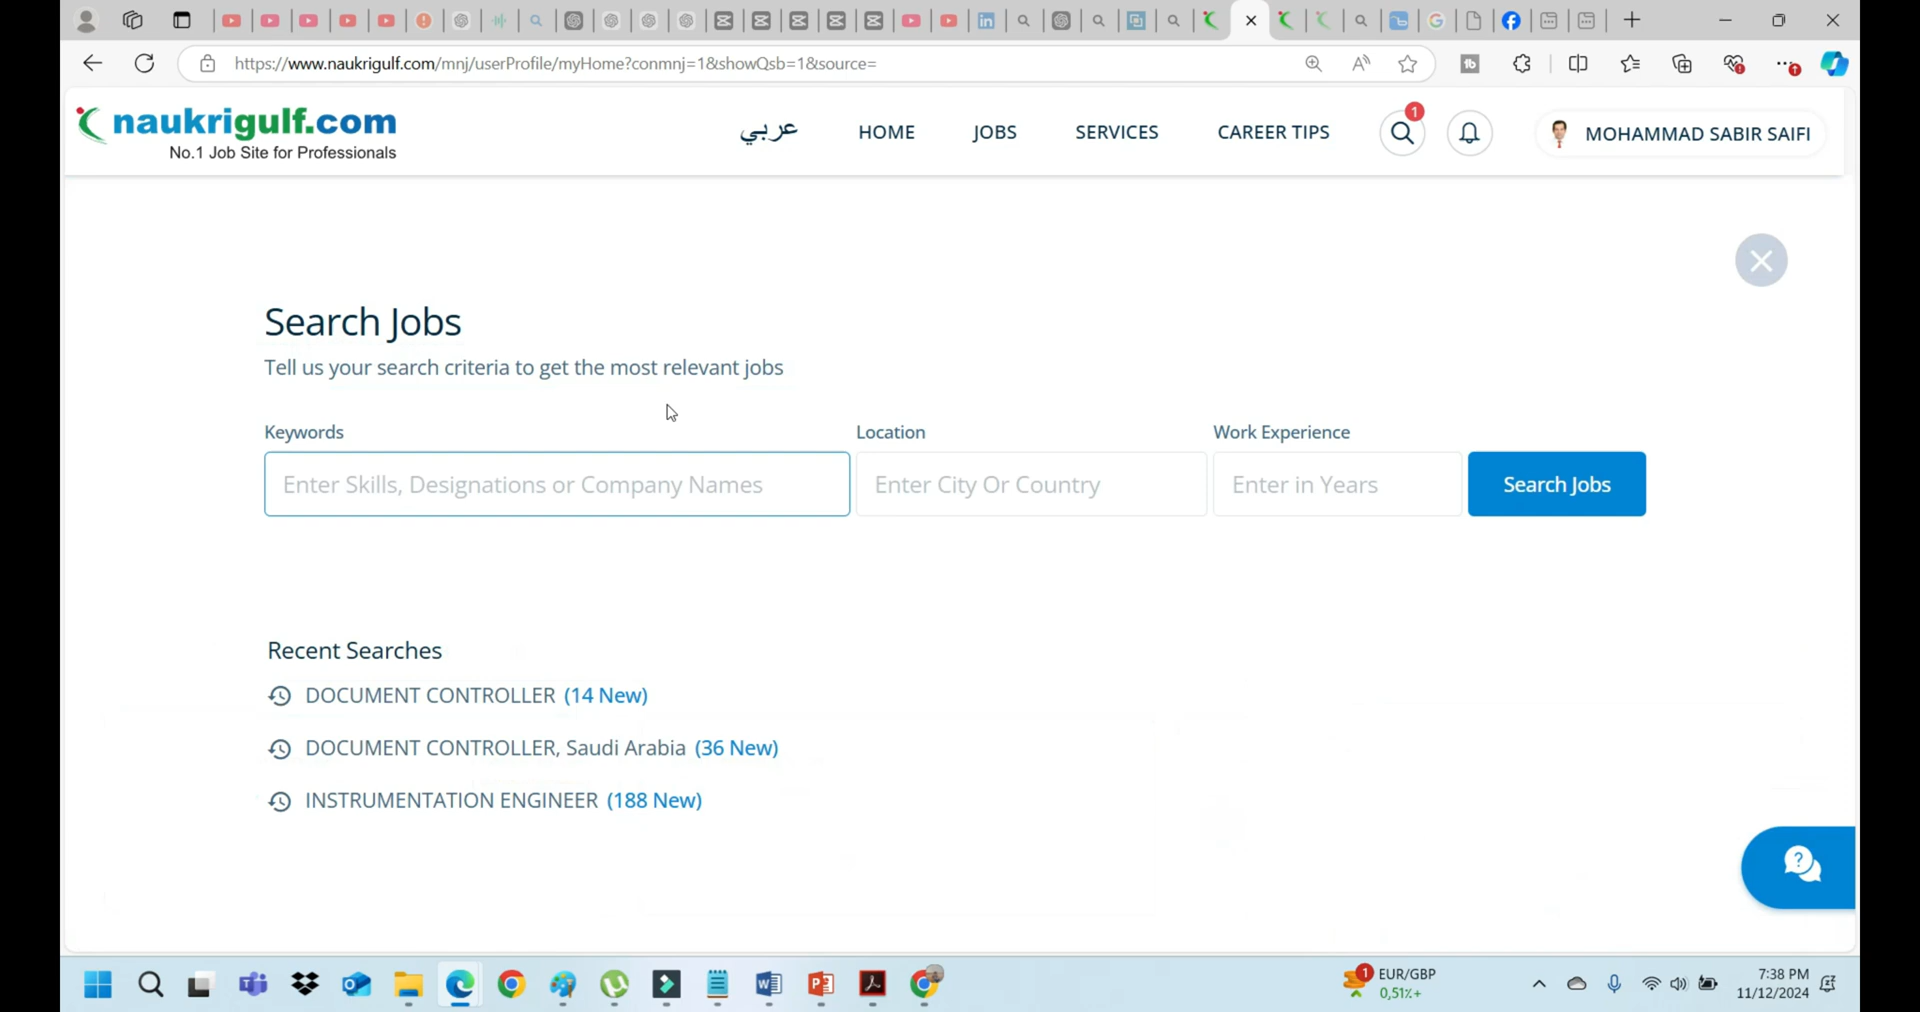 https://www.naukrigulf.com/mnj/userProfile/myHome?conmnj=1&showQsb=1&source=
naukrigulf.com
No.1 Job Site for Professionals
عربي
HOME
JOBS
SERVICES
CAREER TIPS
1
MOHAMMAD SABIR SAIFI
Search Jobs
Tell us your search criteria to get the most relevant jobs
Keywords
Location
Work Experience
Enter Skills, Designations or Company Names
Enter City Or Country
Enter in Years
Search Jobs
Recent Searches
DOCUMENT CONTROLLER (14 New)
DOCUMENT CONTROLLER, Saudi Arabia (36 New)
INSTRUMENTATION ENGINEER (188 New)
1
EUR/GBP
0,51%+
7:38 PM
11/12/2024